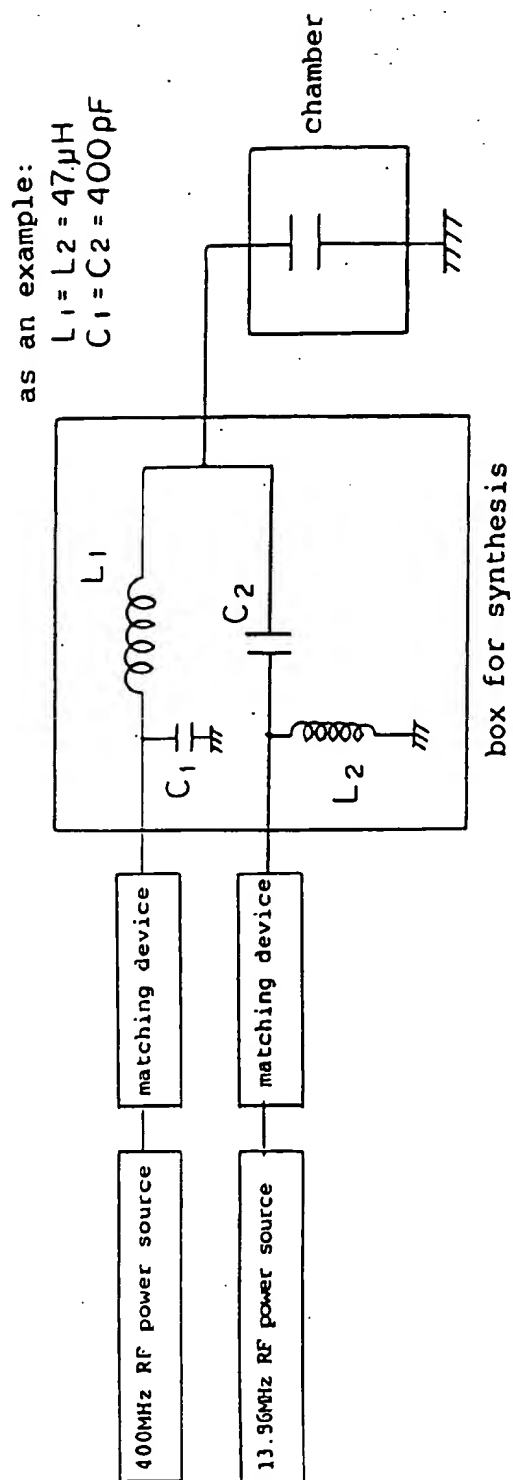 as an example:
L1 = L2 = 47μH
C1 = C2 = 400pF
chamber
L1
C1
C2
L2
box for synthesis
matching device
matching device
400MHz RF power source
13.96MHz RF power source